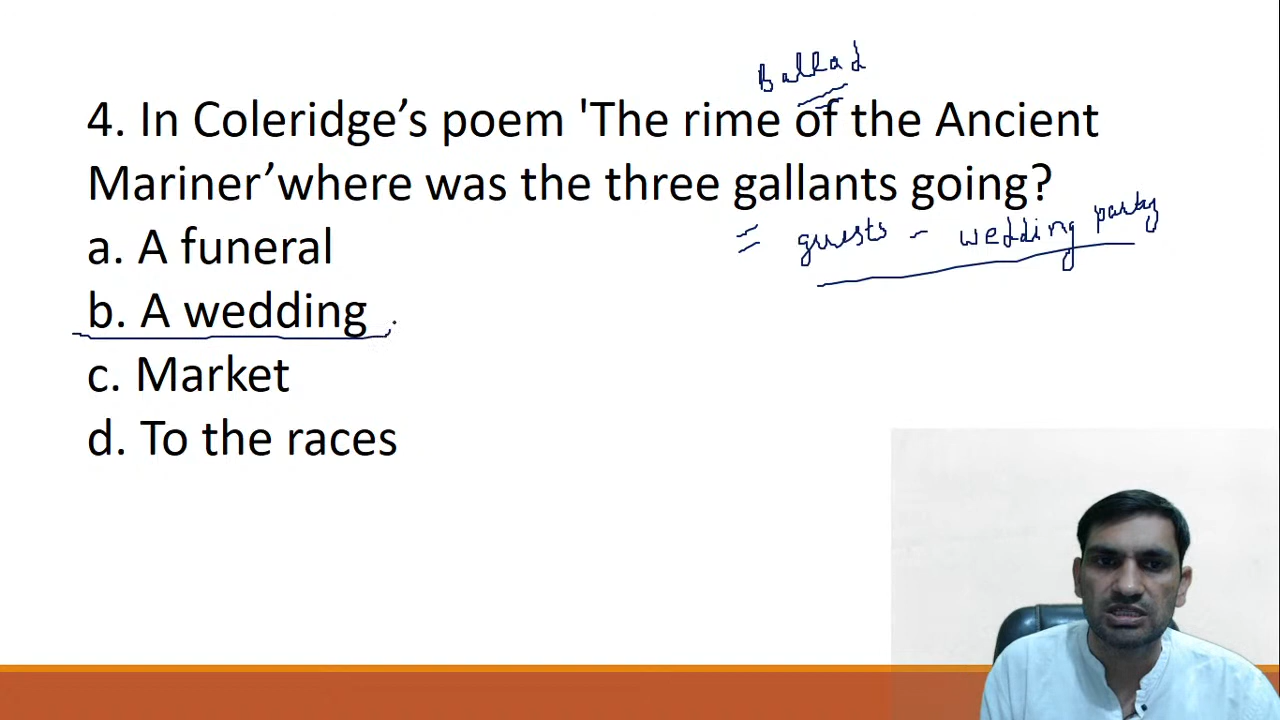 Ballad
4. In Coleridge’s poem 'The rime of the Ancient
Mariner’where was the three gallants going?
= guests - wedding party
a. A funeral
b. A wedding
c. Market
d. To the races